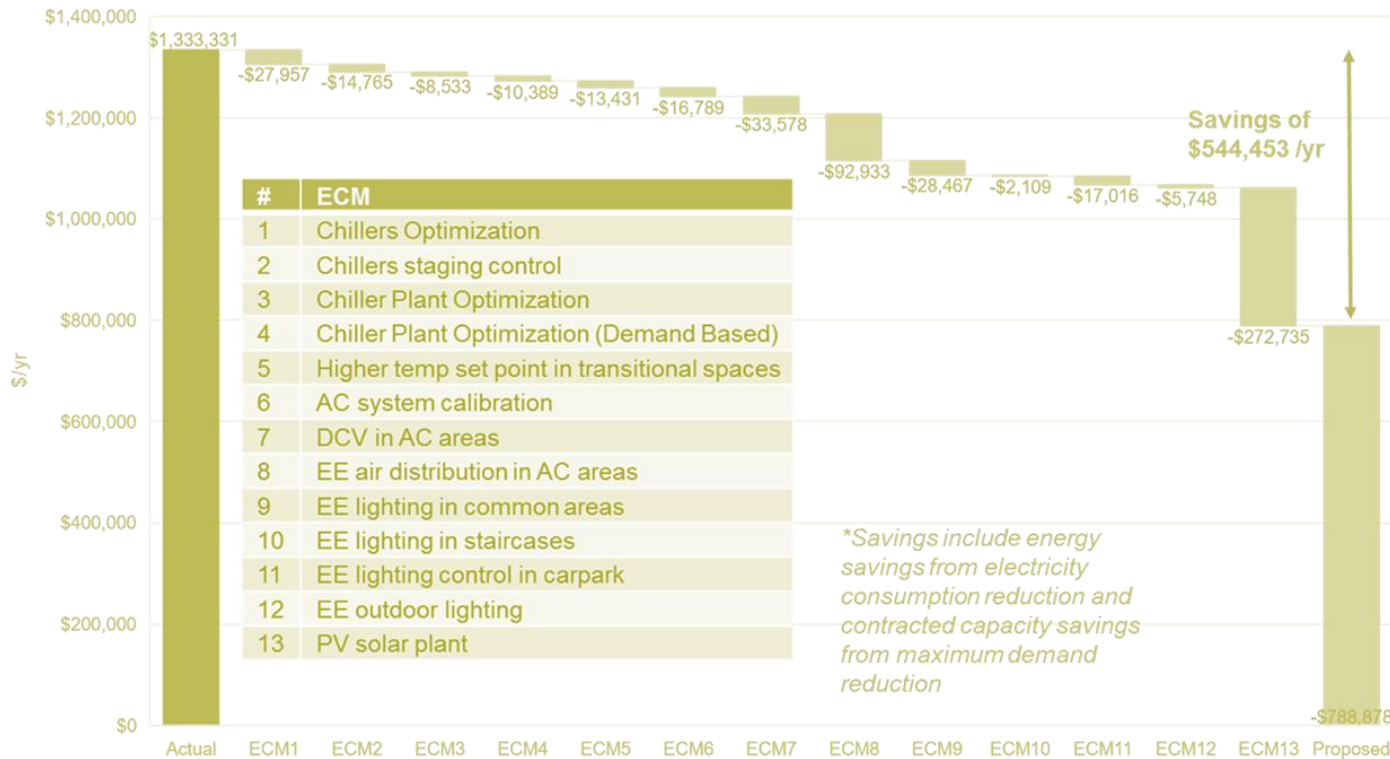 $1,400,000
$1,200,000
$1,000,000
$800,000
$600,000
$400,000
$200,000
$0
$/yr
$1,333,331
-$27,957
-$14,765
-$8,533
-$10,389
-$13,431
-$16,789
-$33,578
-$92,933
-$28,467
-$2,109
-$17,016
-$5,748
-$272,735
-$788,878
Savings of
$544,453 /yr
# ECM
1 Chillers Optimization
2 Chillers staging control
3 Chiller Plant Optimization
4 Chiller Plant Optimization (Demand Based)
5 Higher temp set point in transitional spaces
6 AC system calibration
7 DCV in AC areas
8 EE air distribution in AC areas
9 EE lighting in common areas
10 EE lighting in staircases
11 EE lighting control in carpark
12 EE outdoor lighting
13 PV solar plant
*Savings include energy
savings from electricity
consumption reduction and
contracted capacity savings
from maximum demand
reduction
Actual ECM1 ECM2 ECM3 ECM4 ECM5 ECM6 ECM7 ECM8 ECM9 ECM10 ECM11 ECM12 ECM13 Proposed